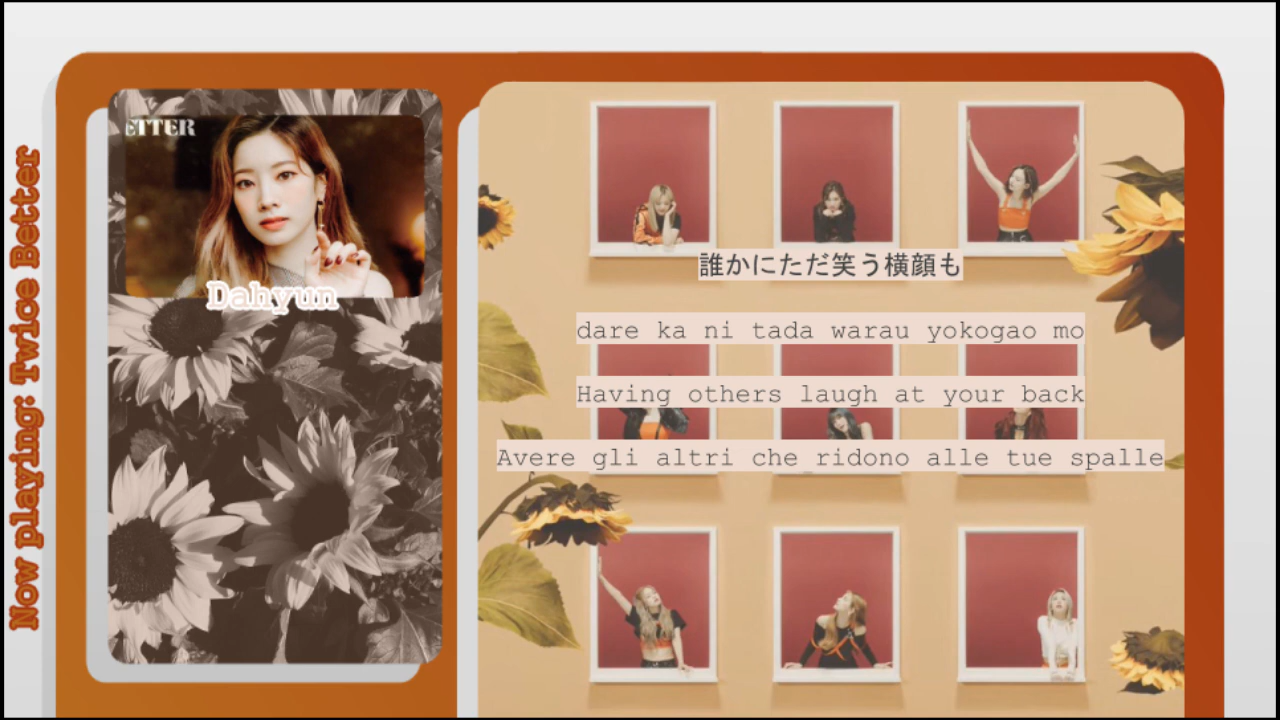 Now playing: Twice Better
ETTER
Dahyun
誰かにただ笑う横顔も
dare ka ni tada warau yokogao mo
Having others laugh at your back
Avere gli altri che ridono alle tue spalle